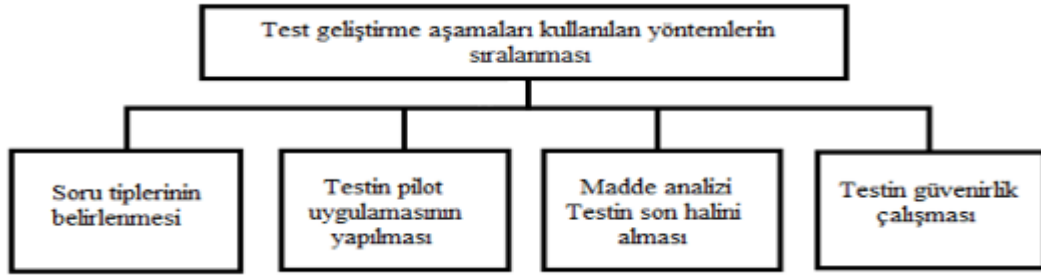 Test geliştirme aşamaları kullanılan yöntemlerin
sıralanması
Soru tiplerinin
belirlenmesi
Testin pilot
uygulamasının
yapılması
Madde analizi
Testin son halini
alması
Testin güvenirlik
çalışması